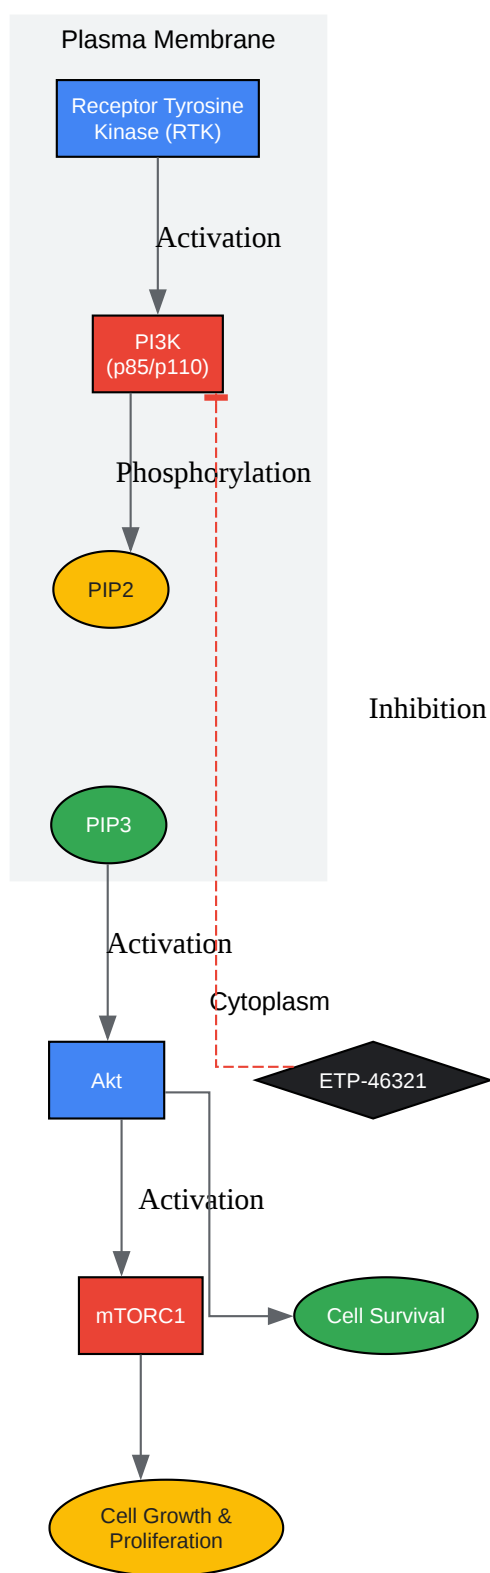 Plasma Membrane
Receptor Tyrosine
Kinase (RTK)
Activation
PI3K
(p85/p110)
Phosphorylation
PIP2
Inhibition
PIP3
Activation
Cytoplasm
Akt
ETP-46321
Activation
mTORC1
Cell Survival
Cell Growth &
Proliferation